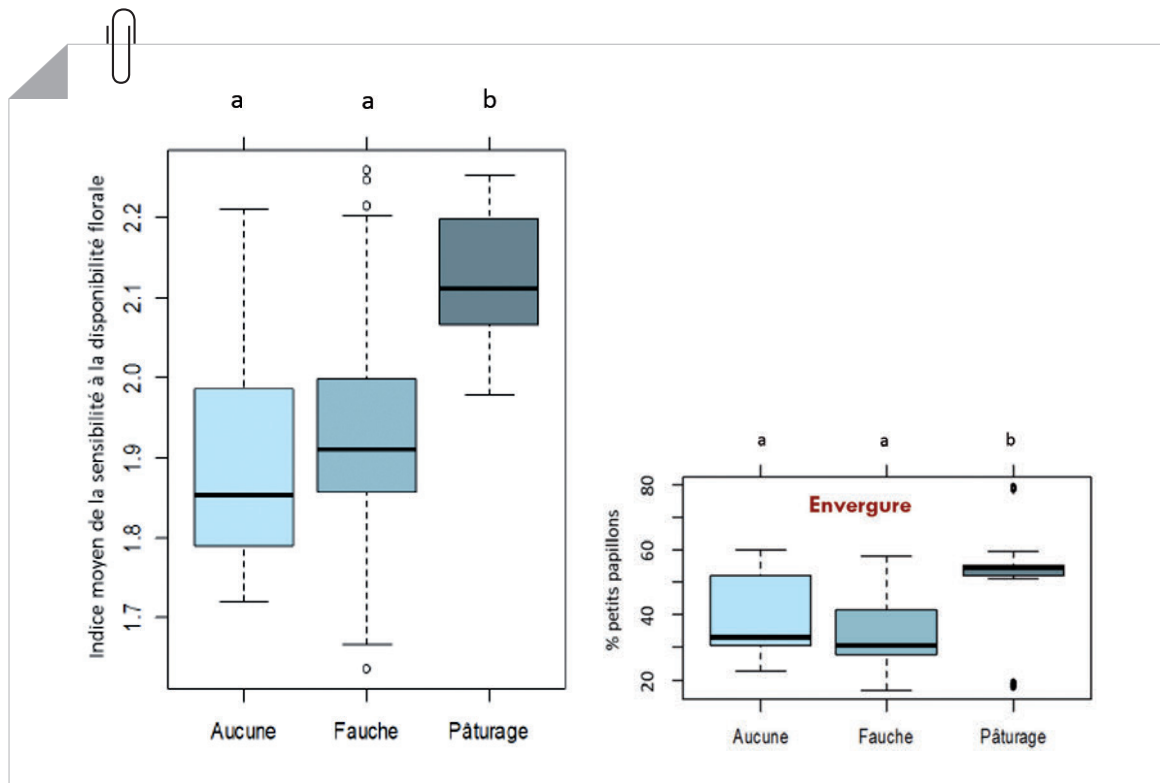 a a b
Indice moyen de la sensibilité à la disponibilité florale
2.2
2.1
2.0
1.9
1.8
1.7
Aucune Fauche Pâturage
a a b
Envergure
% petits papillons
80
60
40
20
Aucune Fauche Pâturage